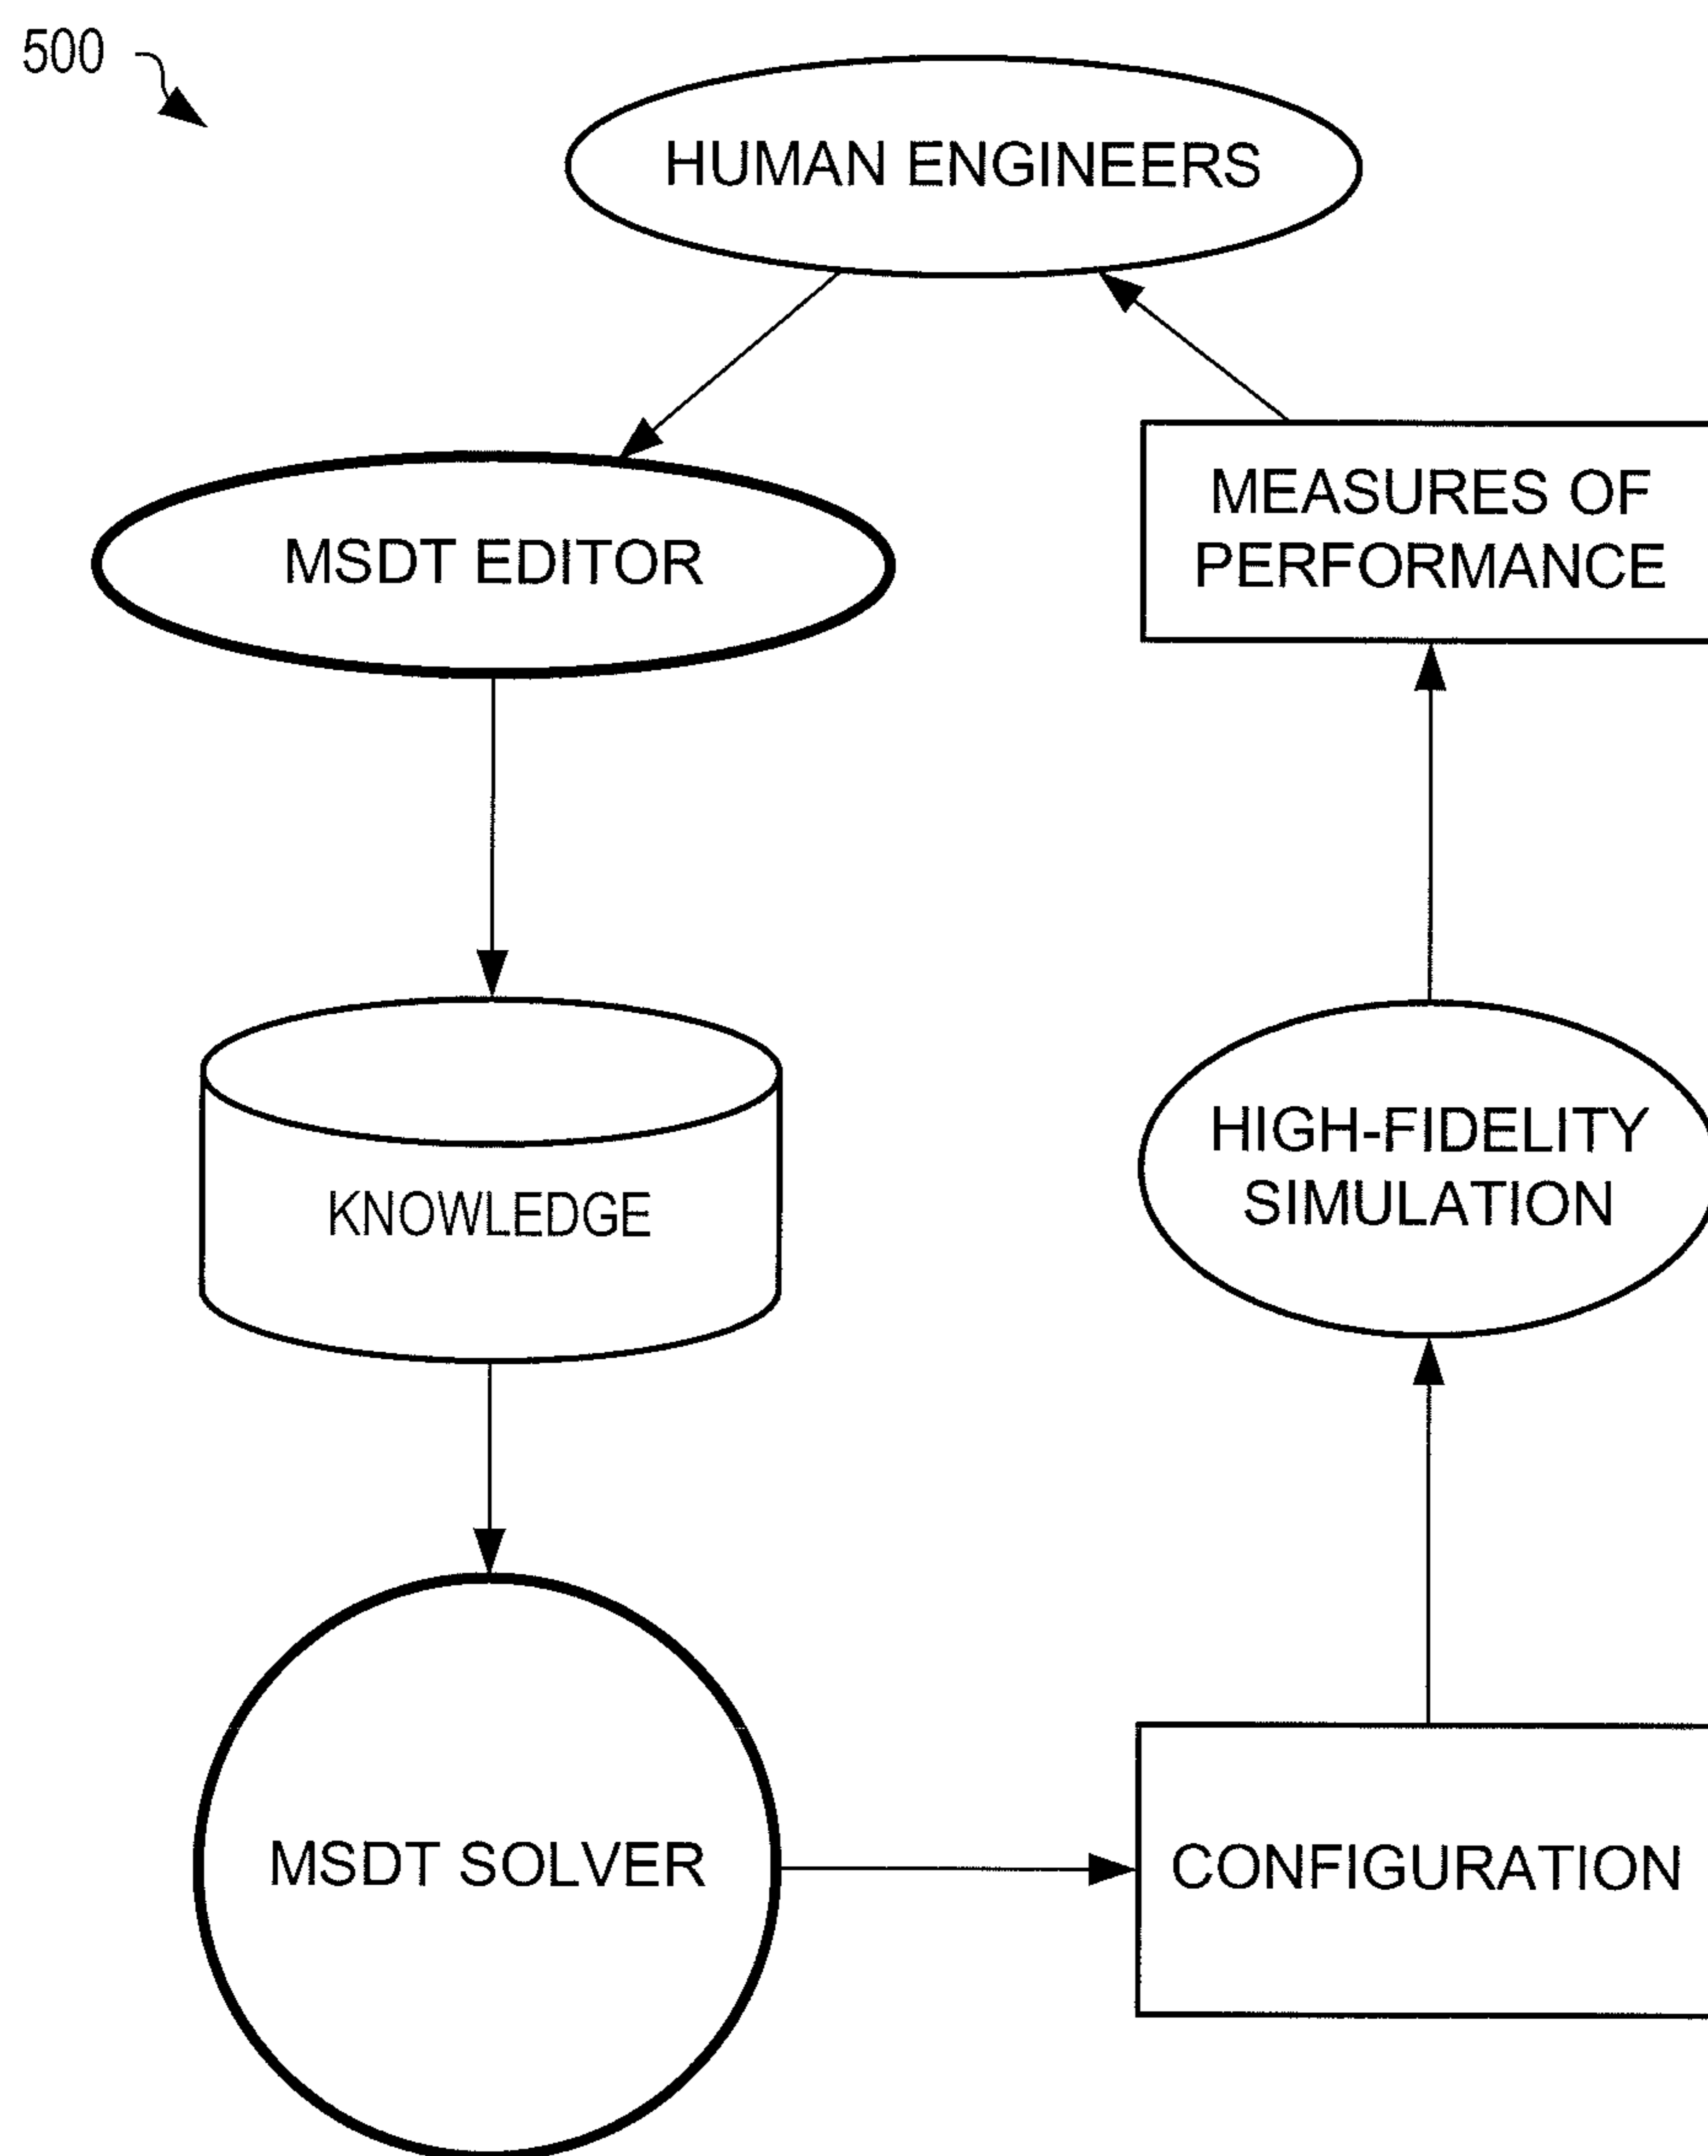 500
HUMAN ENGINEERS
MSDT EDITOR
MEASURES OF
PERFORMANCE
KNOWLEDGE
HIGH-FIDELITY
SIMULATION
MSDT SOLVER
CONFIGURATION